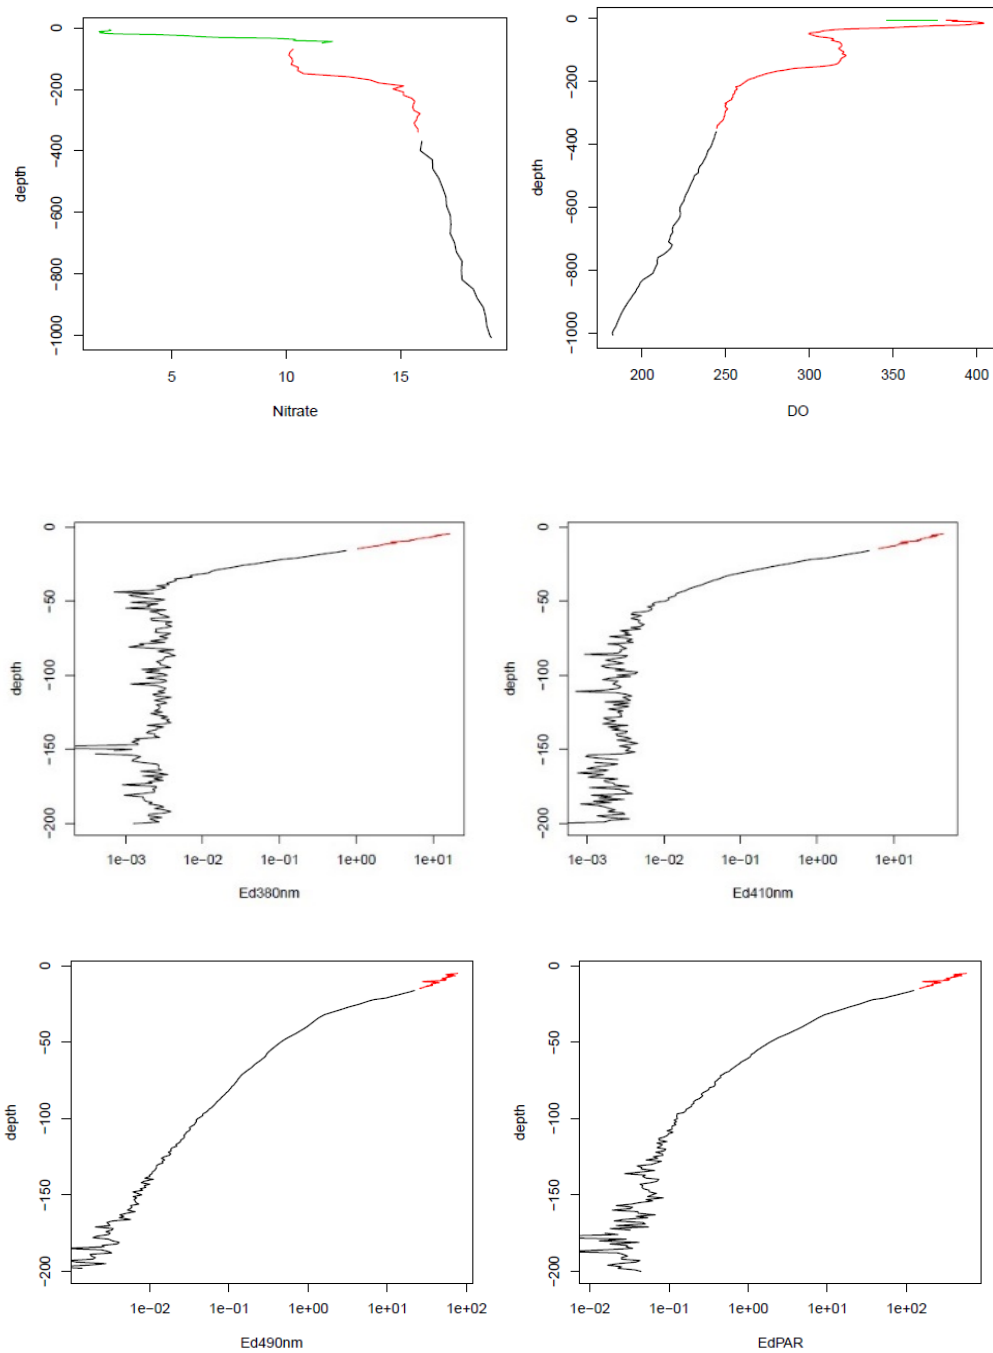 0
−200
−400
−600
−800
−1000
depth
5
10
15
Nitrate
0
−200
−400
−600
−800
−1000
depth
200
250
300
350
400
DO
0
−50
−100
−150
−200
depth
1e−03
1e−02
1e−01
1e+00
1e+01
Ed380nm
0
−50
−100
−150
−200
depth
1e−03
1e−02
1e−01
1e+00
1e+01
Ed410nm
0
−50
−100
−150
−200
depth
1e−02
1e−01
1e+00
1e+01
1e+02
Ed490nm
0
−50
−100
−150
−200
depth
1e−02
1e−01
1e+00
1e+01
1e+02
EdPAR